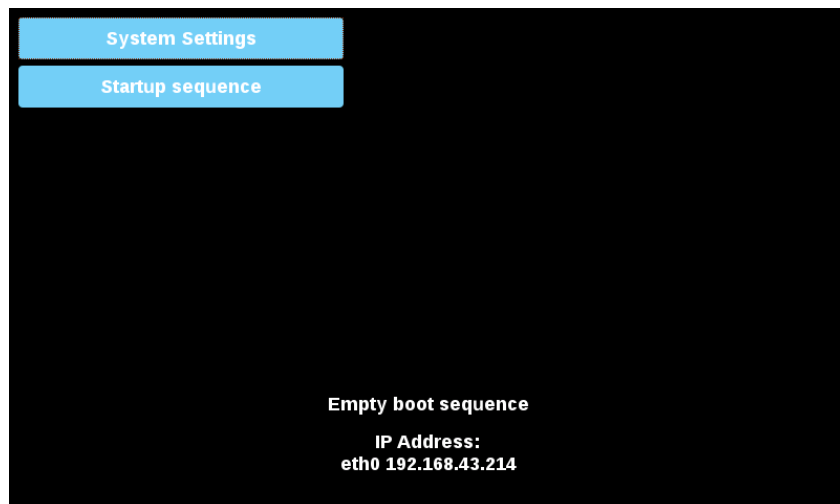 System Settings
Startup sequence
Empty boot sequence
IP Address:
eth0 192.168.43.214